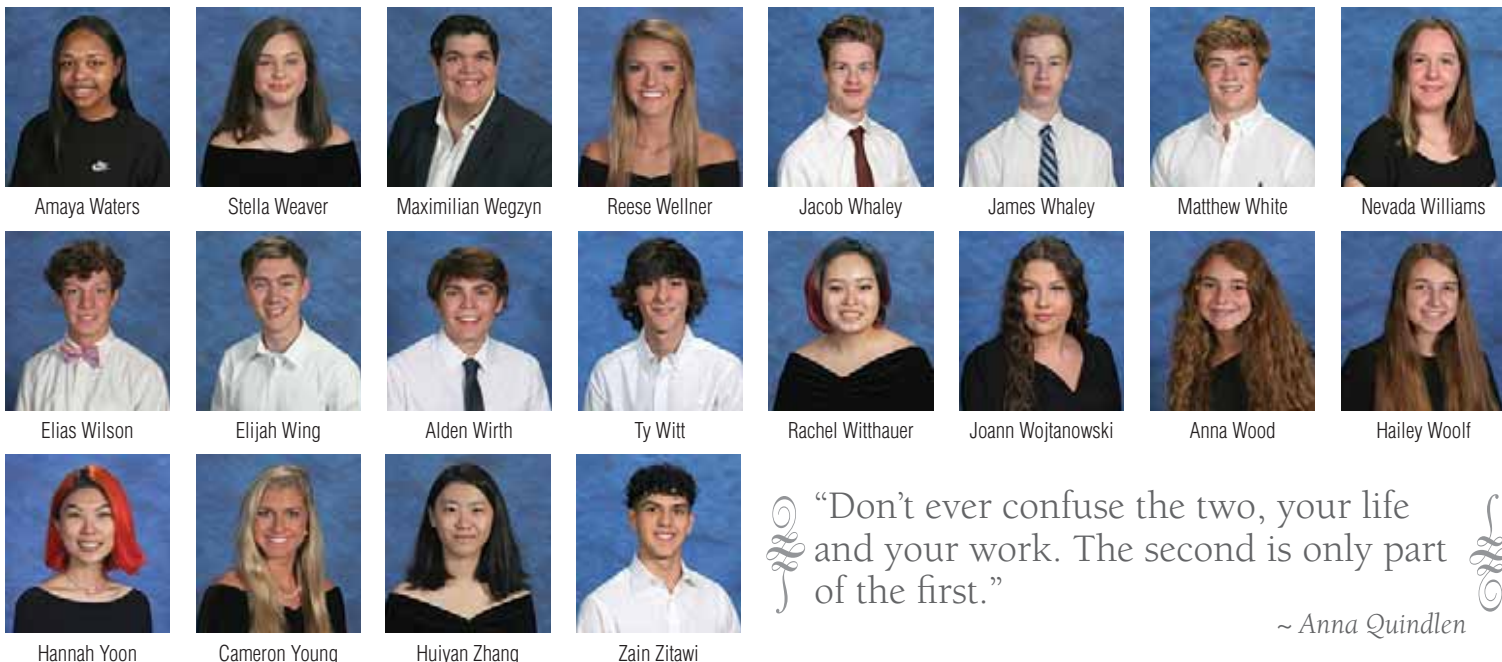 Amaya Waters
Stella Weaver
Maximilian Wegzyn
Reese Wellner
Jacob Whaley
James Whaley
Matthew White
Nevada Williams
Elias Wilson
Elijah Wing
Alden Wirth
Ty Witt
Rachel Witthauer
Joann Wojtanowski
Anna Wood
Hailey Woolf
Hannah Yoon
Cameron Young
Huiyan Zhang
Zain Zitawi
“Don’t ever confuse the two, your life
and your work. The second is only part
of the first.”
~ Anna Quindlen